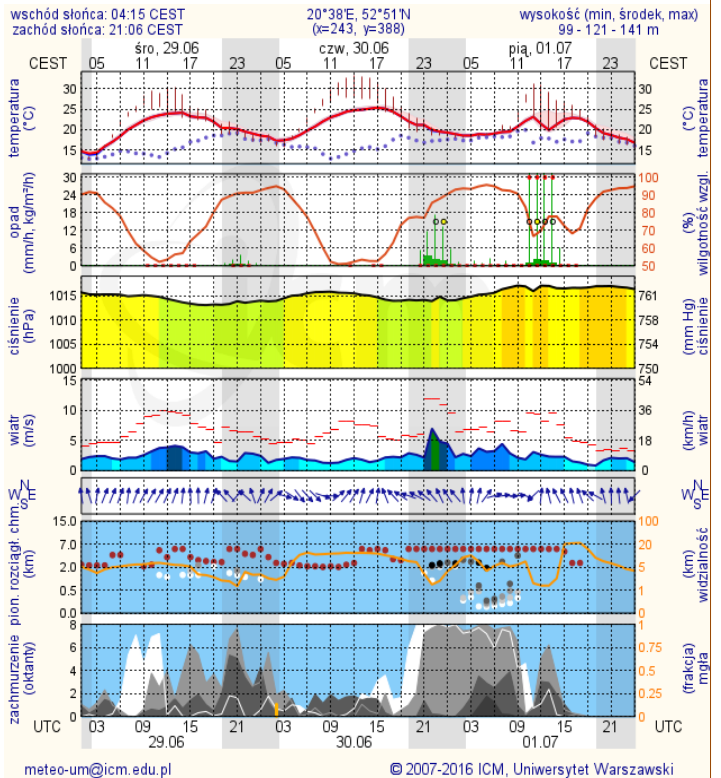 wschód słońca: 04:15 CEST 20°38'E, 52°51'N wysokość (min, środek, max)
zachód słońca: 21:06 CEST (x=243, y=388) 99 - 121 - 141 m
śro, 29.06 czw, 30.06 pią, 01.07
CEST 05 11 17 23 05 11 17 23 05 11 17 23 CEST
temperatura (°C) 30 25 20 15 30 25 20 15 (°C) temperatura
opad (mm/h, kg/m²/h) 30 24 18 12 6 0 100 90 80 70 60 50 (%) wilgotność wzgl.
ciśnienie (hPa) 1015 1010 1005 1000 761 758 754 750 (mm Hg) ciśnienie
wiatr (m/s) 15 10 5 0 54 36 18 0 (km/h) wiatr
N W E S N W E S
pion. rozciągł. chm. (km) 15.0 7.0 2.0 0.5 0.0 100 20 5 1 0 (km) widzialność
zachmurzenie (oktanty) 8 6 4 2 0 1 0.75 0.5 0.25 0 (frakcja) mgła
UTC 03 09 15 21 03 09 15 21 03 09 15 21 UTC
29.06 30.06 01.07
meteo-um@icm.edu.pl © 2007-2016 ICM, Uniwersytet Warszawski